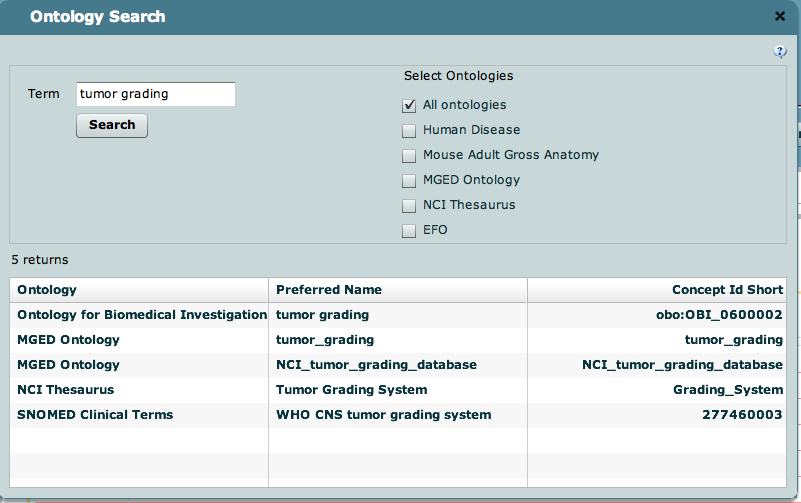 Ontology Search
Term tumor grading
Search
Select Ontologies
All ontologies
Human Disease
Mouse Adult Gross Anatomy
MGED Ontology
NCI Thesaurus
EFO
5 returns
Ontology Preferred Name Concept Id Short
Ontology for Biomedical Investigation tumor grading obo:OBI_0600002
MGED Ontology tumor_grading tumor_grading
MGED Ontology NCI_tumor_grading_database NCI_tumor_grading_database
NCI Thesaurus Tumor Grading System Grading_System
SNOMED Clinical Terms WHO CNS tumor grading system 277460003